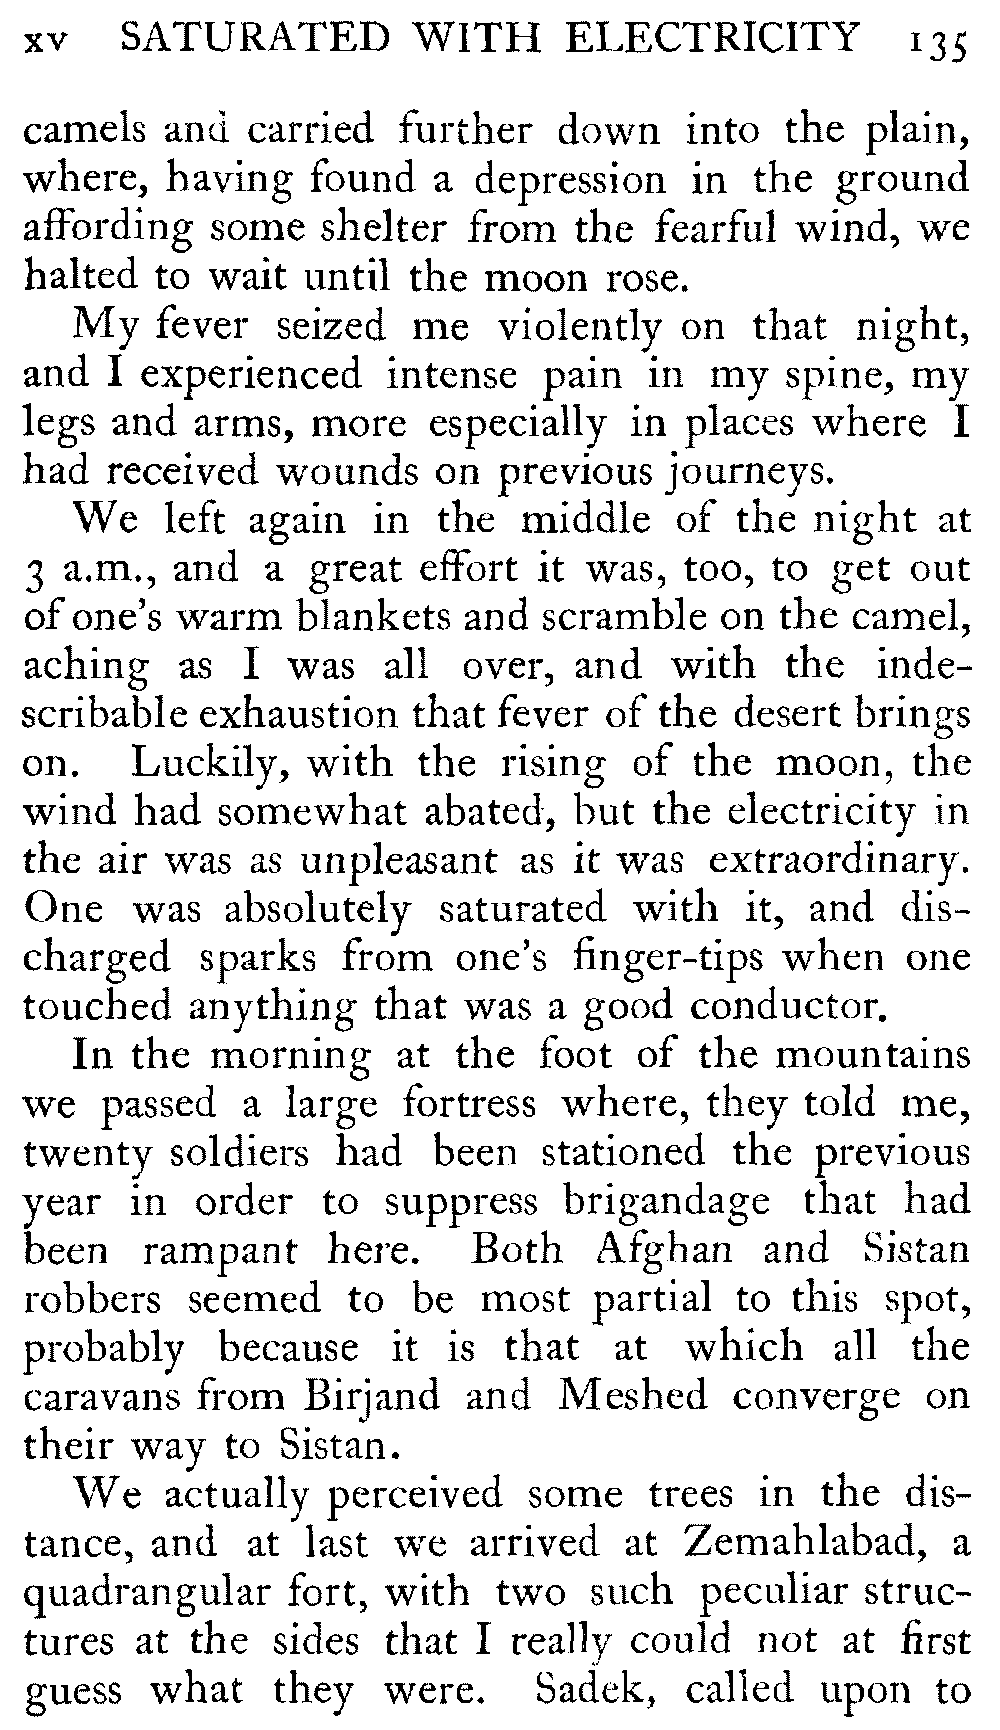 xv SATURATED WITH ELECTRICITY 135
camels and carried further down into the plain,
where, having found a depression in the ground
affording some shelter from the fearful wind, we
halted to wait until the moon rose.
My fever seized me violently on that night,
and I experienced intense pain in my spine, my
legs and arms, more especially in places where I
had received wounds on previous journeys.
We left again in the middle of the night at
3 a.m., and a great effort it was, too, to get out
of one's warm blankets and scramble on the camel,
aching as I was all over, and with the inde-
scribable exhaustion that fever of the desert brings
on. Luckily, with the rising of the moon, the
wind had somewhat abated, but the electricity in
the air was as unpleasant as it was extraordinary.
One was absolutely saturated with it, and dis-
charged sparks from one's finger-tips when one
touched anything that was a good conductor.
In the morning at the foot of the mountains
we passed a large fortress where, they told me,
twenty soldiers had been stationed the previous
year in order to suppress brigandage that had
been rampant here. Both Afghan and Sistan
robbers seemed to be most partial to this spot,
probably because it is that at which all the
caravans from Birjand and Meshed converge on
their way to Sistan.
We actually perceived some trees in the dis-
tance, and at last we arrived at Zemahlabad, a
quadrangular fort, with two such peculiar struc-
tures at the sides that I really could not at first
guess what they were. Sadek, called upon to